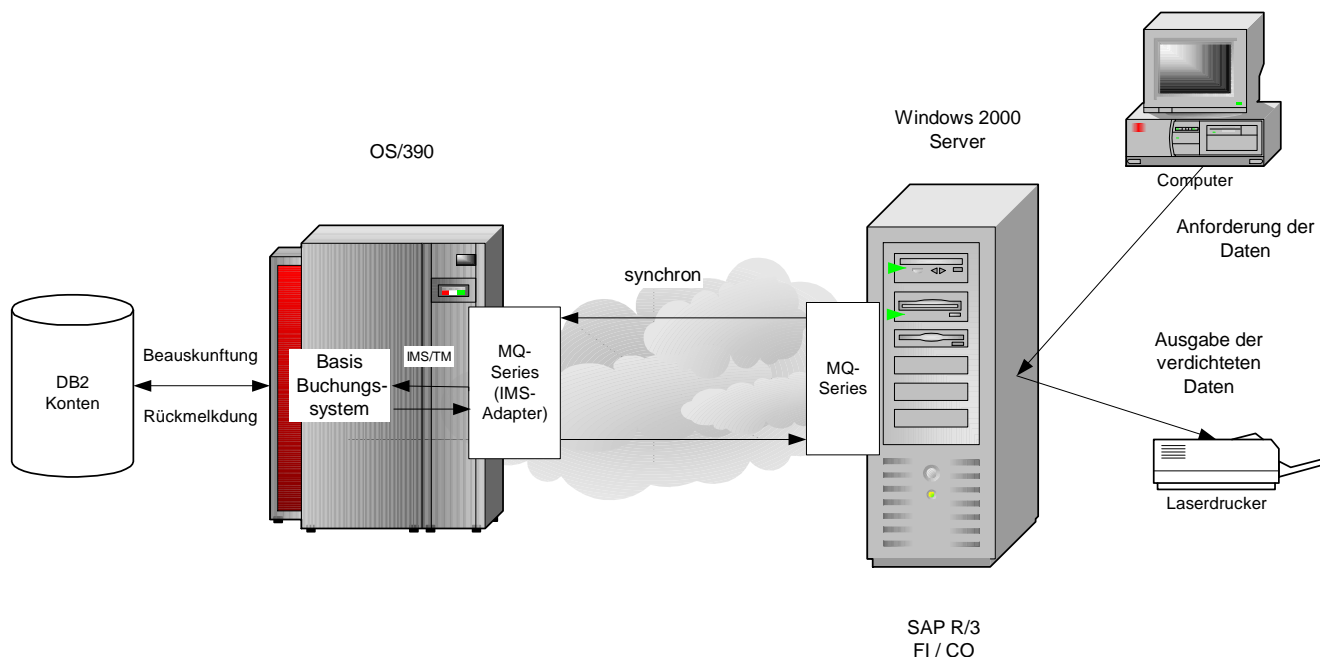 OS/390
Windows 2000
Server
Computer
Anforderung der
Daten
synchron
DB2
Konten
Beauskunftung
Rückmelkdung
Basis
Buchungs-
system
IMS/TM
MQ-
Series
(IMS-
Adapter)
MQ-
Series
Ausgabe der
verdichteten
Daten
Laserdrucker
SAP R/3
FI / CO